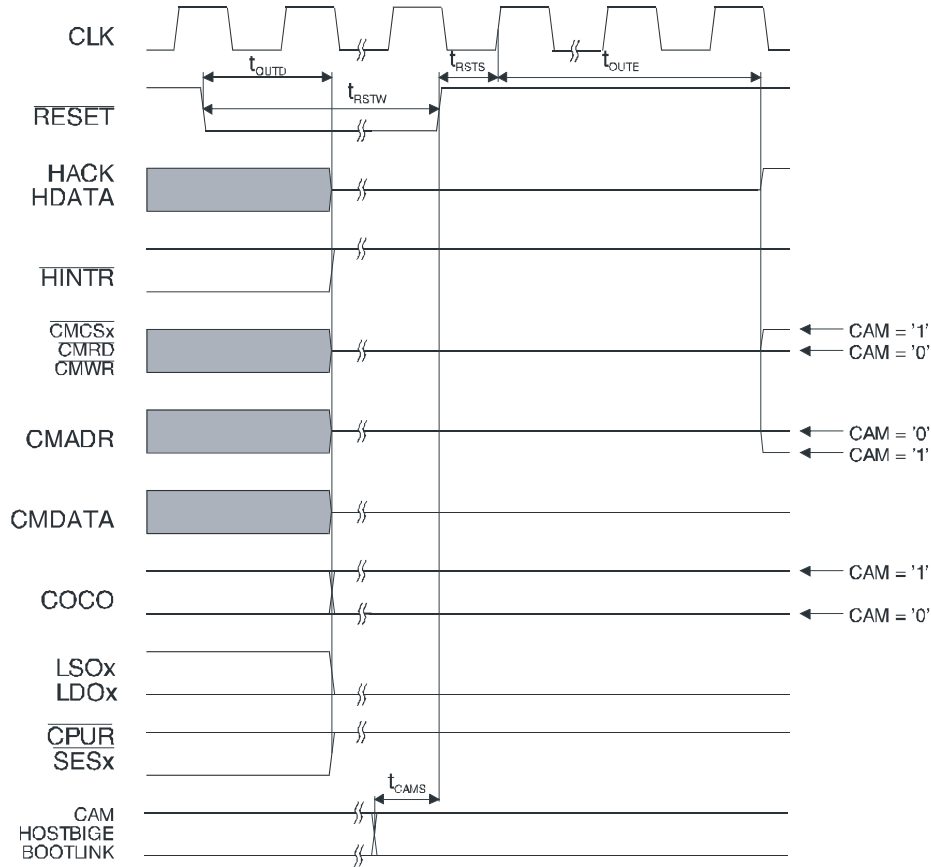 CLK
tOUTD
tRSTS
tOUTE
tRSTW
RESET
HACK
HDATA
HINTR
CMCSx
CMRD
CMWR
CAM = '1'
CAM = '0'
CMADR
CAM = '0'
CAM = '1'
CMDATA
COCO
CAM = '1'
CAM = '0'
LSOx
LDOx
CPUR
SESx
tCAMS
CAM
HOSTBIGE
BOOTLINK